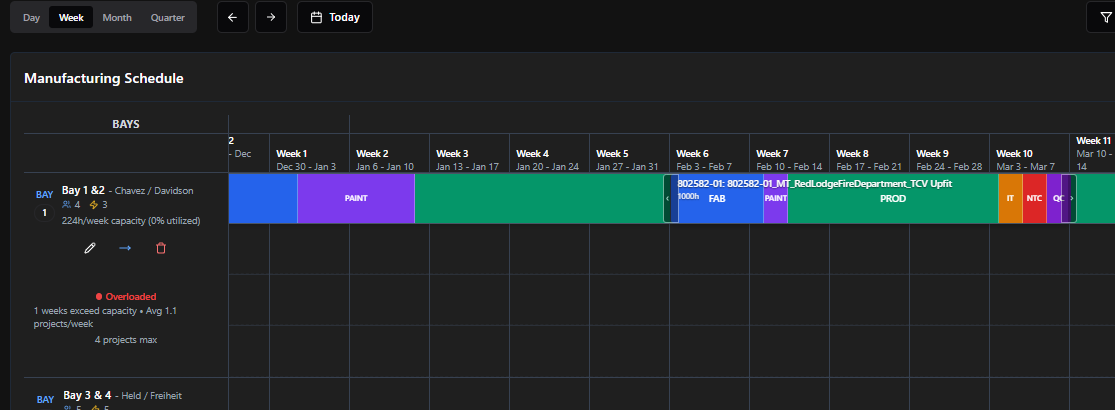 Day Week Month Quarter Today
Manufacturing Schedule
BAYS
2
- Dec
Week 1
Dec 30 - Jan 3
Week 2
Jan 6 - Jan 10
Week 3
Jan 13 - Jan 17
Week 4
Jan 20 - Jan 24
Week 5
Jan 27 - Jan 31
Week 6
Feb 3 - Feb 7
Week 7
Feb 10 - Feb 14
Week 8
Feb 17 - Feb 21
Week 9
Feb 24 - Feb 28
Week 10
Mar 3 - Mar 7
Week 11
Mar 10 -
14
BAY
1
Bay 1 &2 - Chavez / Davidson
4 3
224h/week capacity (0% utilized)
Overloaded
1 weeks exceed capacity • Avg 1.1
projects/week
4 projects max
PAINT
802582-01: 802582-01_MT_RedLodgeFireDepartment_TCV Upfit
1000h
FAB PAINT PROD IT NTC QC
BAY
Bay 3 & 4 - Held / Freiheit
5 5